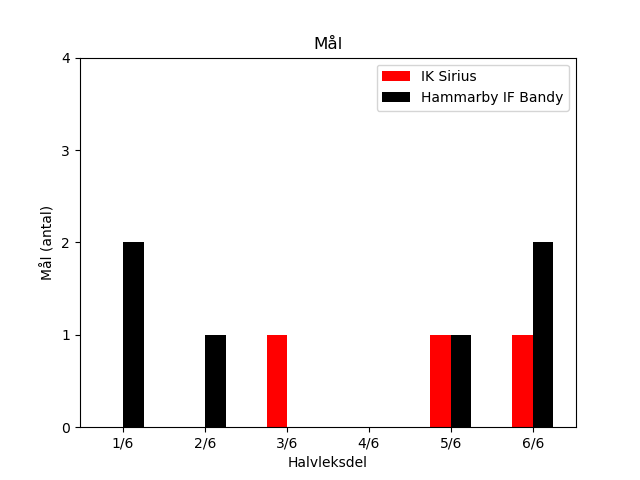 Mål
IK Sirius
Hammarby IF Bandy
4
3
2
1
0
Mål (antal)
1/6 2/6 3/6 4/6 5/6 6/6
Halvleksdel